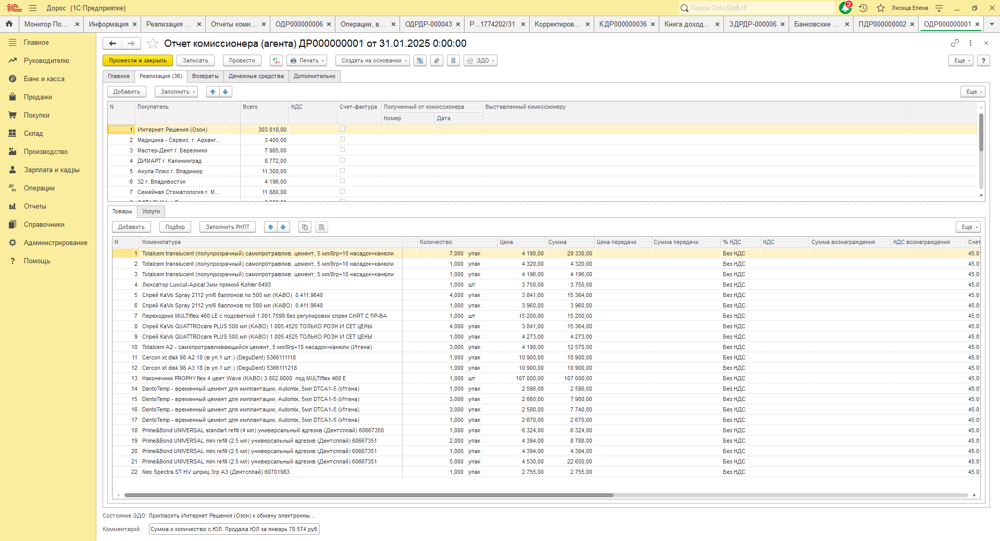 1С Дорос (1С:Предприятие) Поиск Ctrl+Shift+F 2 Лисица Елена
Монитор По... Информация Реализация ... Отчеты коми... ОДР000000006 Операции, в... ОДРДР-000043 Р...1774202/31 Корректиров... КДР000000036 Книга доход... ЗДРДР-000006 Банковские ... ПДР000000002 ОДР000000001
Главное
Руководителю
Банк и касса
Продажи
Покупки
Склад
Производство
Зарплата и кадры
Операции
Отчеты
Справочники
Администрирование
Помощь
Отчет комиссионера (агента) ДР000000001 от 31.01.2025 0:00:00
Провести и закрыть Записать Провести Дт Кт Печать Создать на основании ЭДО Еще ?
Главное Реализация (36) Возвраты Денежные средства Дополнительно
Добавить Заполнить Еще
N Покупатель Всего НДС Счет-фактура Полученный от комиссионера Выставленный комиссионеру
Номер Дата
1 Интернет Решения (Озон) 303 018,00
2 Медицина - Сервис г. Арханг... 3 400,00
3 Мастер-Дент г. Березники 7 985,00
4 ДИМАРТ г. Калининград 8 772,00
5 Акула Плюс г. Владимир 11 300,00
6 32 г. Владивосток 4 196,00
7 Семейная Стоматология г. М... 11 880,00
Товары Услуги
Добавить Подбор Заполнить РНПТ Еще
N Номенклатура Количество Цена Сумма Цена передачи Сумма передачи % НДС НДС Сумма вознаграждения НДС вознаграждения Счет
1 Totalcem translucent (полупрозрачный) самопротравлив. цемент, 5 мл/8гр+10 насадок+канюли 7,000 упак 4 190,00 29 330,00 Без НДС 45.0
2 Totalcem translucent (полупрозрачный) самопротравлив. цемент, 5 мл/8гр+10 насадок+канюли 1,000 упак 4 320,00 4 320,00 Без НДС 45.0
3 Totalcem translucent (полупрозрачный) самопротравлив. цемент, 5 мл/8гр+10 насадок+канюли 1,000 упак 4 196,00 4 196,00 Без НДС 45.0
4 Люксатор Luxcut-Apical 3мм прямой Kohler 6493 1,000 шт 3 750,00 3 750,00 Без НДС 45.0
5 Спрей KaVo Spray 2112 уп/6 баллонов по 500 мл (КАВО) 0.411.9640 4,000 упак 3 841,00 15 364,00 Без НДС 45.0
6 Спрей KaVo Spray 2112 уп/6 баллонов по 500 мл (КАВО) 0.411.9640 1,000 упак 3 960,00 3 960,00 Без НДС 45.0
7 Переходник MULTIflex 460 LE с подсветкой 1.001.7599 без регулировки спрея СНЯТ С ПР-ВА 1,000 шт 15 200,00 15 200,00 Без НДС 45.0
8 Спрей KaVo QUATTROcare PLUS 500 мл (КАВО) 1.005.4525 ТОЛЬКО РОЗН И СЕТ ЦЕНЫ 4,000 упак 3 841,00 15 364,00 Без НДС 45.0
9 Спрей KaVo QUATTROcare PLUS 500 мл (КАВО) 1.005.4525 ТОЛЬКО РОЗН И СЕТ ЦЕНЫ 1,000 упак 4 273,00 4 273,00 Без НДС 45.0
10 Totalcem A2 - самопротравливающийся цемент, 5 мл/8гр+10 насадок+канюли (Итена) 3,000 упак 4 190,00 12 570,00 Без НДС 45.0
11 Cercon xt disk 98 A2 18 (в уп.1 шт.) (DeguDent) 5366111118 1,000 упак 10 900,00 10 900,00 Без НДС 45.0
12 Cercon xt disk 98 A3 18 (в уп.1 шт.) (DeguDent) 5366111218 1,000 упак 10 900,00 10 900,00 Без НДС 45.0
13 Наконечник PROPHYflex 4 цвет Wave (КАВО) 3.002.8000 под MULTIflex 460 E 1,000 шт 107 000,00 107 000,00 Без НДС 45.0
14 DentoTemp - временный цемент для имплантации, Automix, 5мл DTCA1-5 (Итена) 1,000 упак 2 590,00 2 590,00 Без НДС 45.0
15 DentoTemp - временный цемент для имплантации, Automix, 5мл DTCA1-5 (Итена) 3,000 упак 2 660,00 7 980,00 Без НДС 45.0
16 DentoTemp - временный цемент для имплантации, Automix, 5мл DTCA1-5 (Итена) 3,000 упак 2 580,00 7 740,00 Без НДС 45.0
17 DentoTemp - временный цемент для имплантации, Automix, 5мл DTCA1-5 (Итена) 1,000 упак 2 670,00 2 670,00 Без НДС 45.0
18 Prime&Bond UNIVERSAL standart refill (4 мл) универсальный адгезив (Дентсплай) 60667350 1,000 упак 6 324,00 6 324,00 Без НДС 45.0
19 Prime&Bond UNIVERSAL mini refill (2.5 мл) универсальный адгезив (Дентсплай) 60667351 2,000 упак 4 394,00 8 788,00 Без НДС 45.0
20 Prime&Bond UNIVERSAL mini refill (2.5 мл) универсальный адгезив (Дентсплай) 60667351 1,000 упак 4 394,00 4 394,00 Без НДС 45.0
21 Prime&Bond UNIVERSAL mini refill (2.5 мл) универсальный адгезив (Дентсплай) 60667351 5,000 упак 4 530,00 22 650,00 Без НДС 45.0
22 Neo Spectra ST HV шприц 3гр A3 (Дентсплай) 60701983 1,000 упак 2 755,00 2 755,00 Без НДС 45.0
Состояние ЭДО: Пригласить Интернет Решения (Озон) к обмену электронны...
Комментарий: Сумма и количество с ЮЛ. Продажа ЮЛ за январь 70 574 руб.